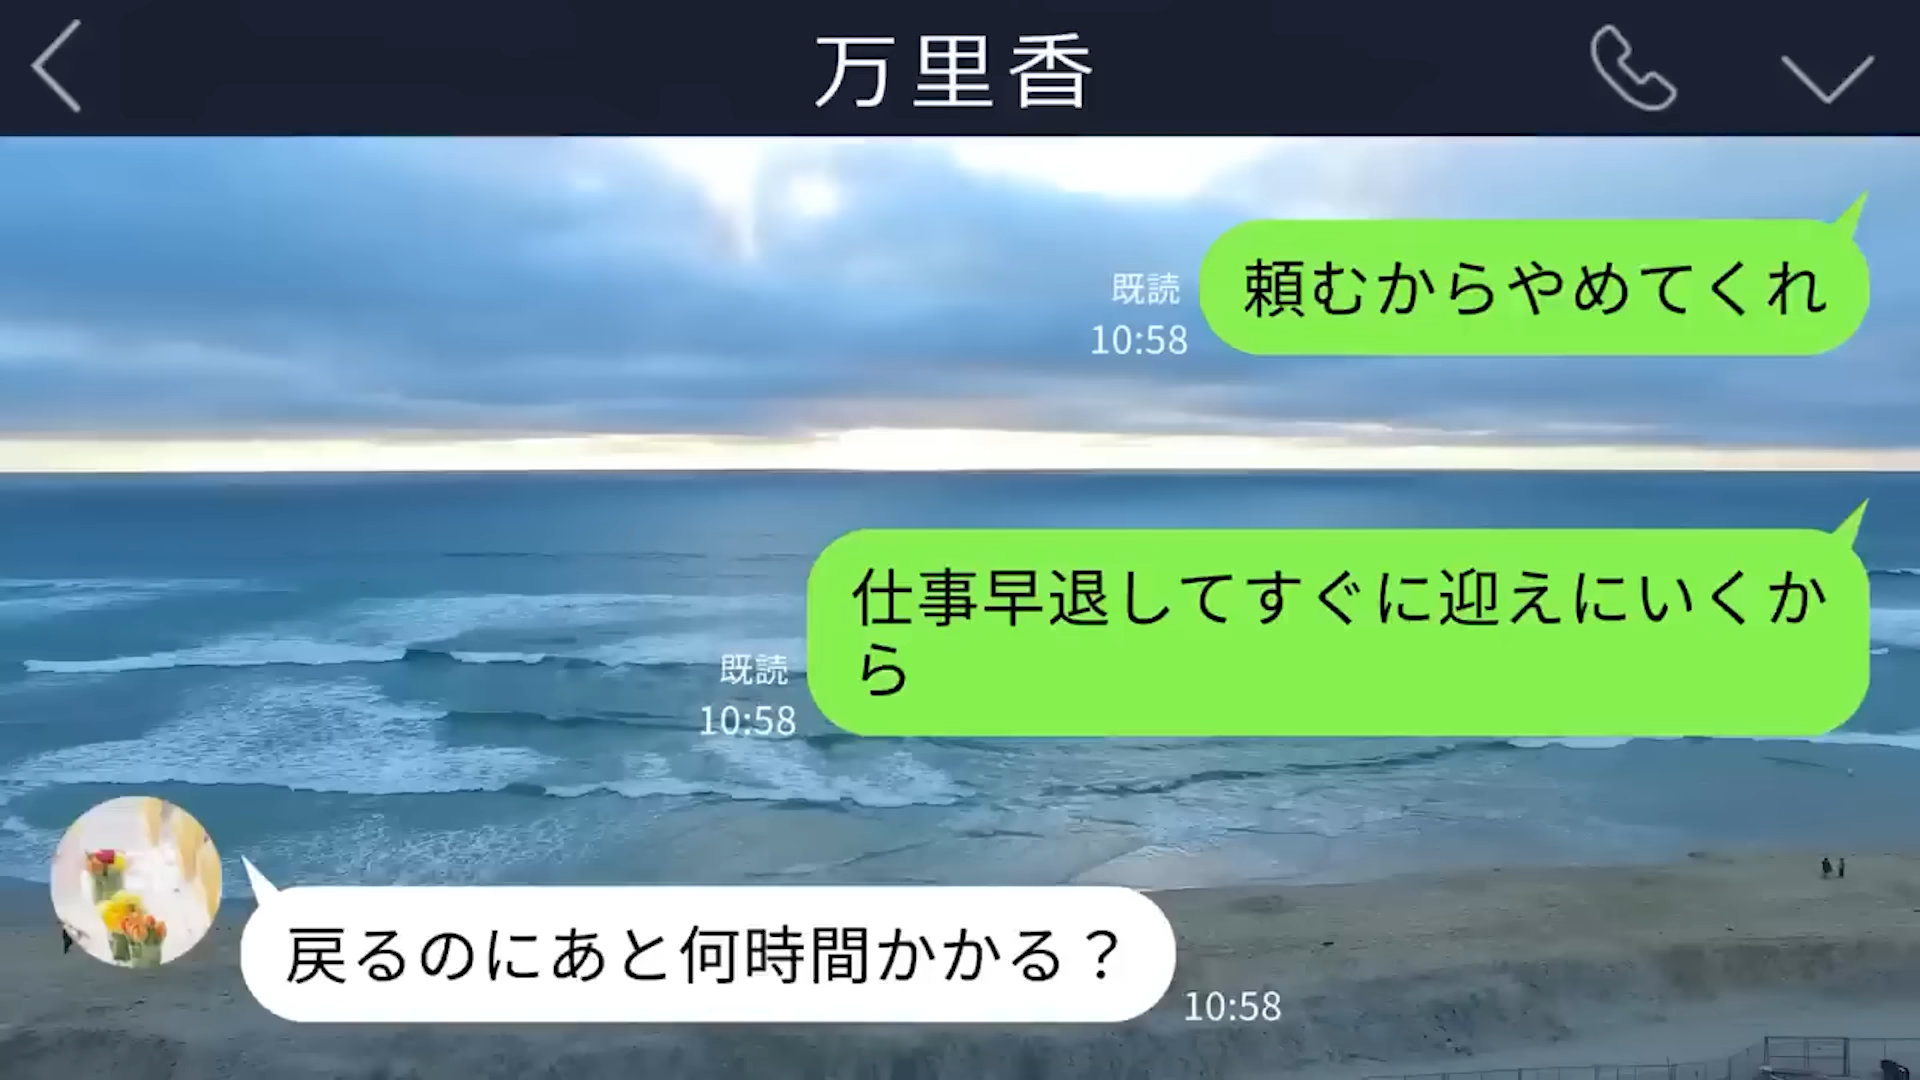 万里香
頼むからやめてくれ
既読
10:58
仕事早退してすぐに迎えにいくか
ら
既読
10:58
戻るのにあと何時間かかる？
10:58